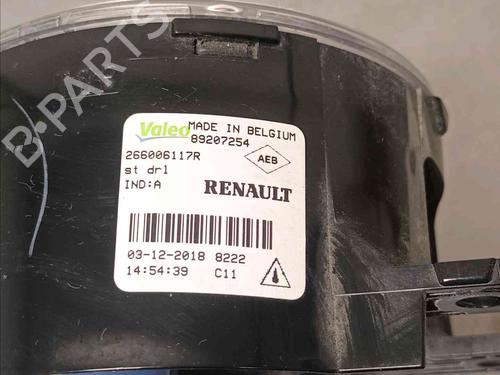 B-PARTS
Valeo MADE IN BELGIUM
89207254
266006117R
AEB
st drl
IND:A
RENAULT
03-12-2018 8222
14:54:39 C11